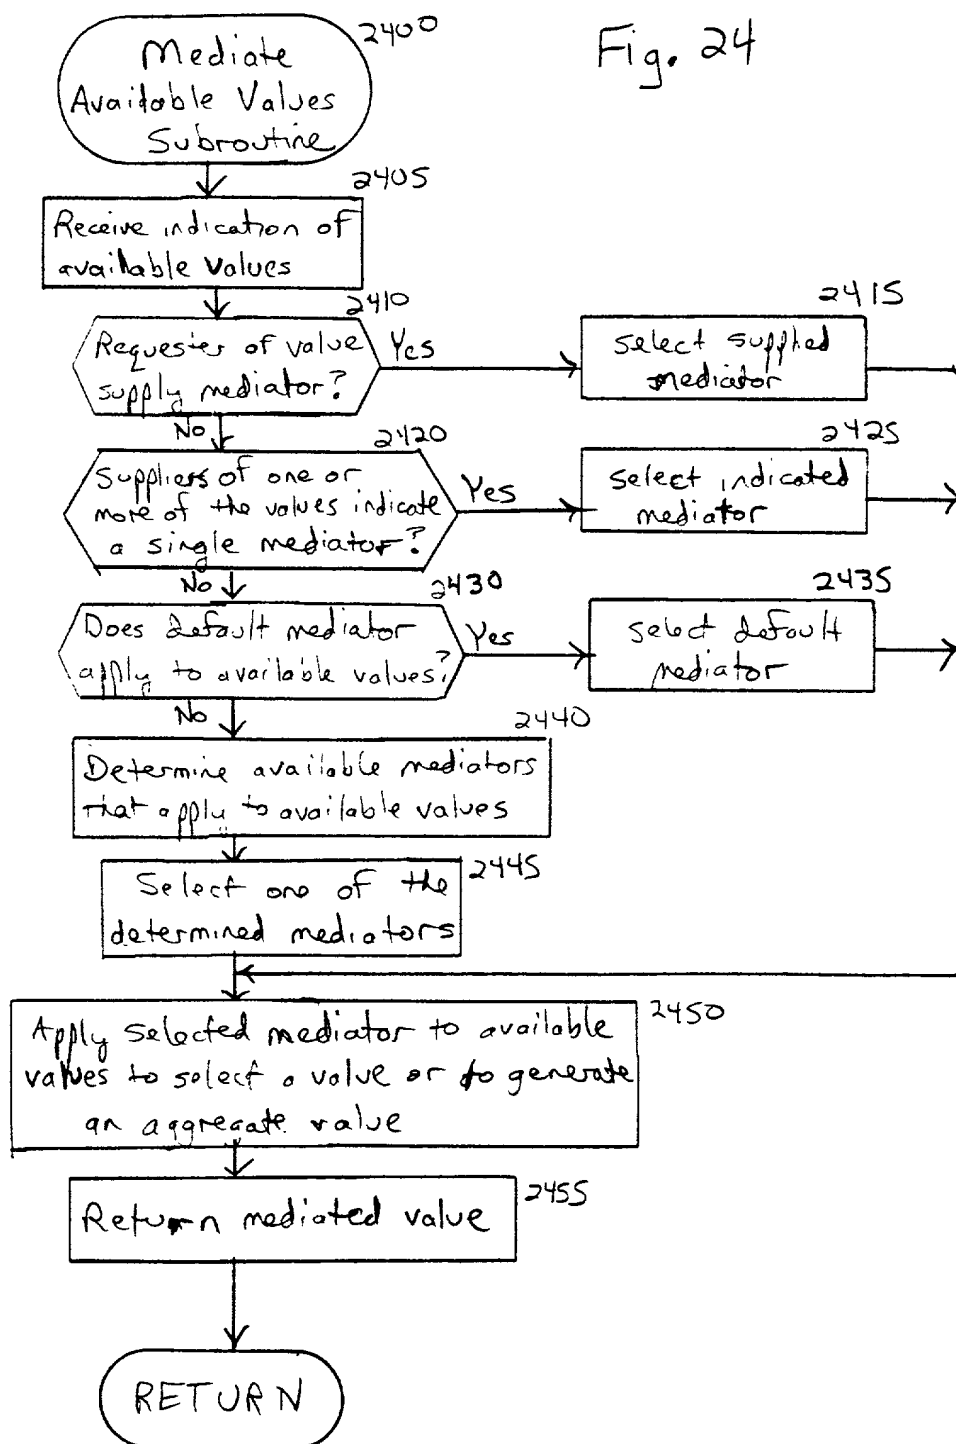 Fig. 24
2400
Mediate
Available Values
Subroutine
2405
Receive indication of
available values
2410
Requester of value
supply mediator?
Yes
2415
select supplied
mediator
No
2420
Suppliers of one or
more of the values indicate
a single mediator?
Yes
2425
select indicated
mediator
No
2430
Does default mediator
apply to available values?
Yes
2435
select default
mediator
No
2440
Determine available mediators
that apply to available values
2445
Select one of the
determined mediators
2450
Apply selected mediator to available
values to select a value or to generate
an aggregate value
2455
Return mediated value
RETURN